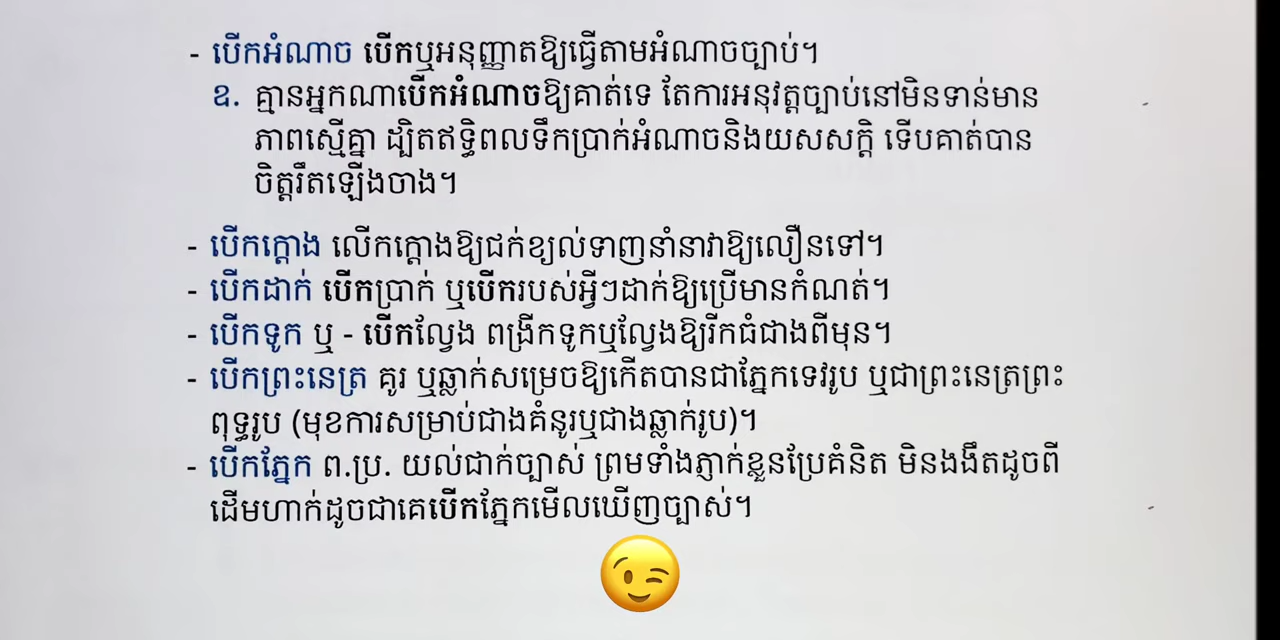 - បើកអំណាច បើកឬអនុញ្ញាតឱ្យធ្វើតាមអំណាចច្បាប់។
ឧ. គ្មានអ្នកណាបើកអំណាចឱ្យគាត់ទេ តែការអនុវត្តច្បាប់នៅមិនទាន់មាន
ភាពស្មើគ្នា ដ្បិតឥទ្ធិពលទឹកប្រាក់អំណាចនិងយសសក្តិ ទើបគាត់បាន
ចិត្តរឹតឡើងចាង។
- បើកក្ដោង លើកក្ដោងឱ្យជក់ខ្យល់ទាញនាំនាវាឱ្យលឿនទៅ។
- បើកដាក់ បើកប្រាក់ ឬបើករបស់អ្វីៗដាក់ឱ្យប្រើមានកំណត់។
- បើកទូក ឬ - បើកល្វែង ពង្រីកទូកឬល្វែងឱ្យរីកធំជាងពីមុន។
- បើកព្រះនេត្រ គូរ ឬឆ្លាក់សម្រេចឱ្យកើតបានជាភ្នែកទេវរូប ឬជាព្រះនេត្រព្រះ
ពុទ្ធរូប (មុខការសម្រាប់ជាងគំនូរឬជាងឆ្លាក់រូប)។
- បើកភ្នែក ព.ប្រ. យល់ជាក់ច្បាស់ ព្រមទាំងភ្ញាក់ខ្លួនប្រែគំនិត មិនងងឹតដូចពី
ដើមហាក់ដូចជាគេបើកភ្នែកមើលឃើញច្បាស់។